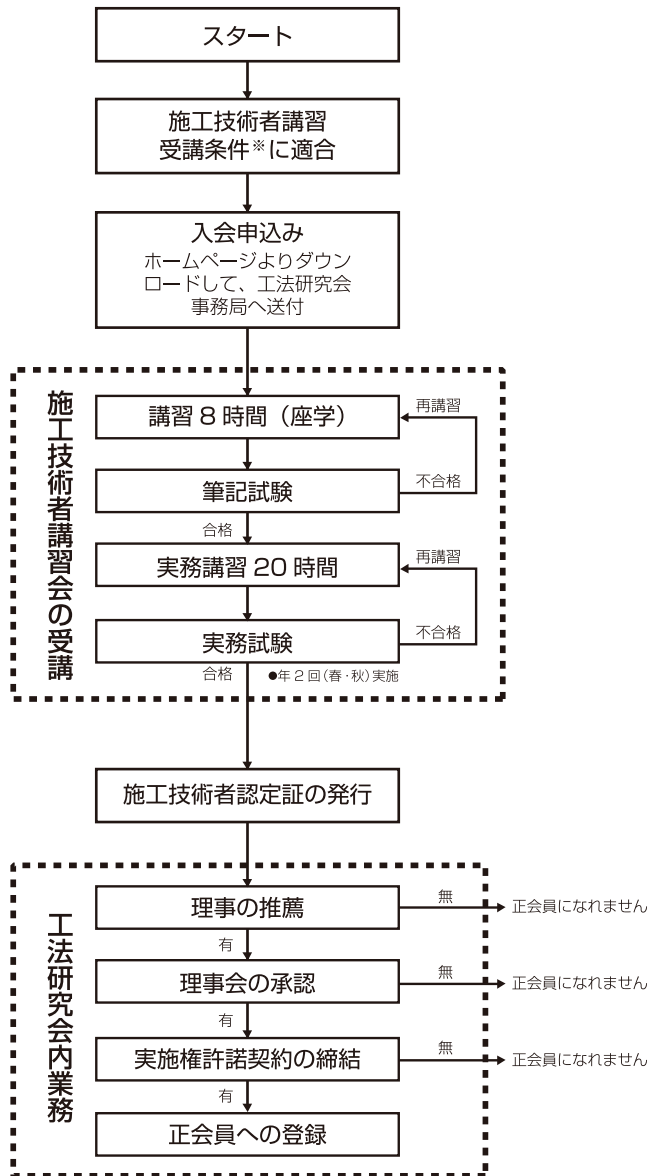 スタート
施工技術者講習
受講条件※に適合
入会申込み
ホームページよりダウン
ロードして、工法研究会
事務局へ送付
施工技術者講習会の受講
講習 8 時間（座学）
再講習
筆記試験
不合格
合格
実務講習 20 時間
再講習
実務試験
不合格
合格
●年 2 回（春・秋）実施
施工技術者認定証の発行
工法研究会内業務
理事の推薦
無
正会員になれません
有
理事会の承認
無
正会員になれません
有
実施権許諾契約の締結
無
正会員になれません
有
正会員への登録